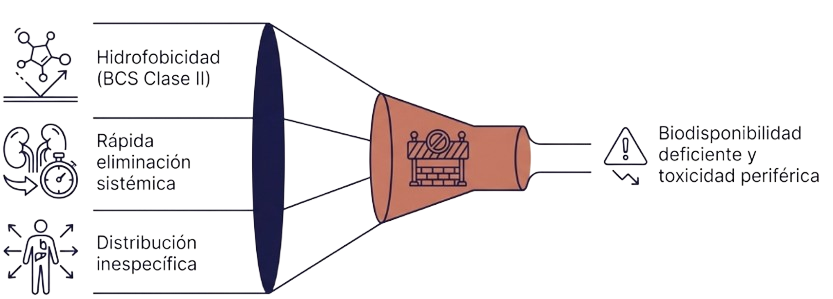 Hidrofobicidad
(BCS Clase II)
Rápida
eliminación
sistémica
Distribución
inespecífica
Biodisponibilidad
deficiente y
toxicidad periférica